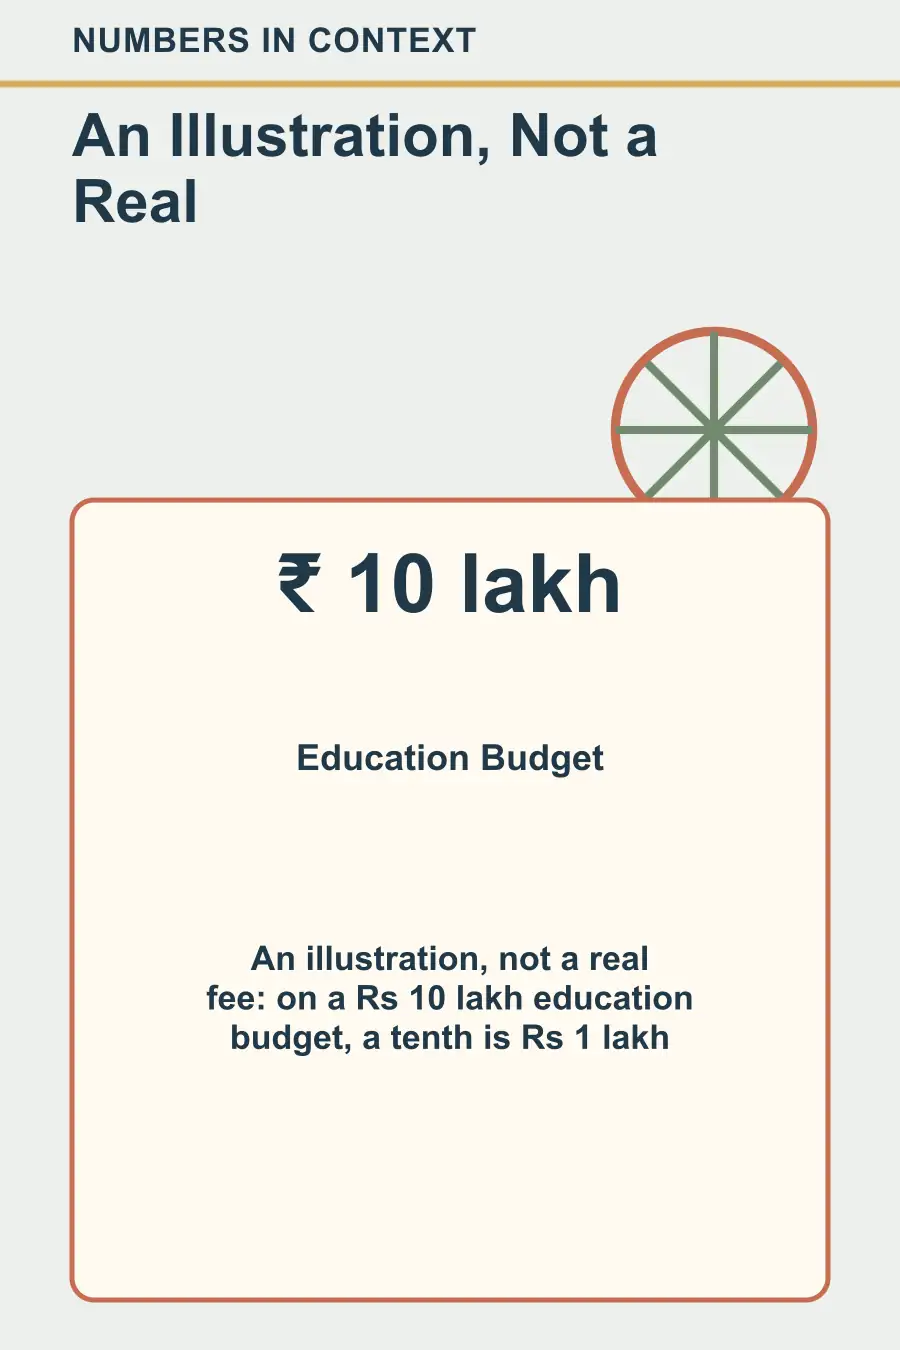 NUMBERS IN CONTEXT
An Illustration, Not a
Real
₹ 10 lakh
Education Budget
An illustration, not a real
fee: on a Rs 10 lakh education
budget, a tenth is Rs 1 lakh